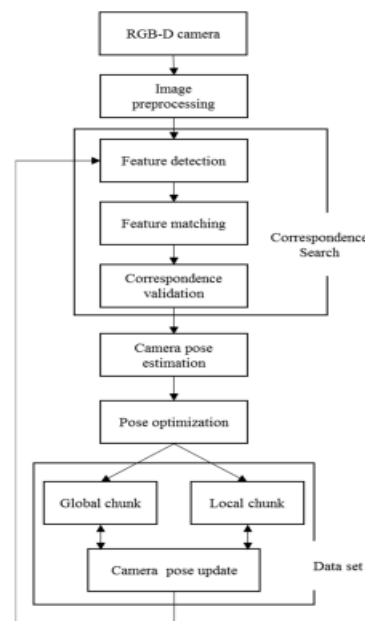 RGB-D camera
Image
preprocessing
Feature detection
Feature matching
Correspondence
Search
Correspondence
validation
Camera pose
estimation
Pose optimization
Global chunk
Local chunk
Camera pose update
Data set